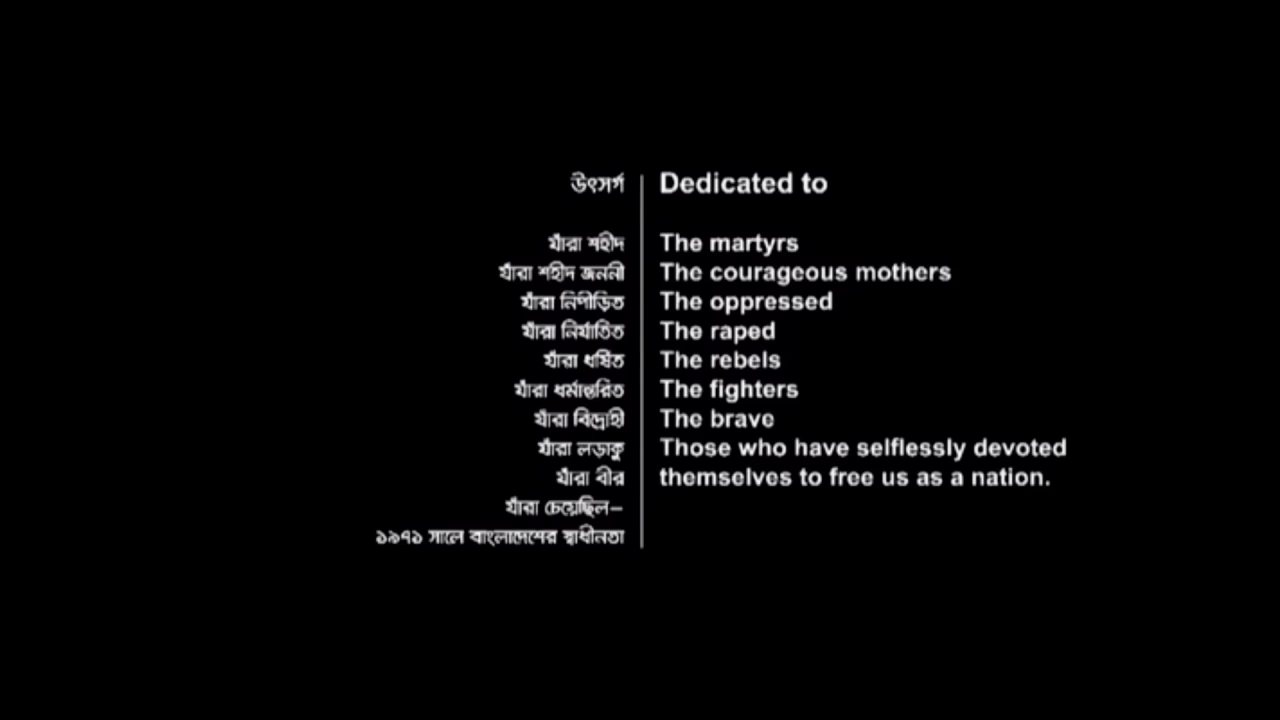 উৎসর্গ
যাঁরা শহীদ
যাঁরা শহীদ জননী
যাঁরা নিপীড়িত
যাঁরা নির্যাতিত
যাঁরা ধর্ষিত
যাঁরা ধর্মান্তরিত
যাঁরা বিদ্রোহী
যাঁরা লড়াকু
যাঁরা বীর
যাঁরা চেয়েছিল–
১৯৭১ সালে বাংলাদেশের স্বাধীনতা
Dedicated to
The martyrs
The courageous mothers
The oppressed
The raped
The rebels
The fighters
The brave
Those who have selflessly devoted
themselves to free us as a nation.